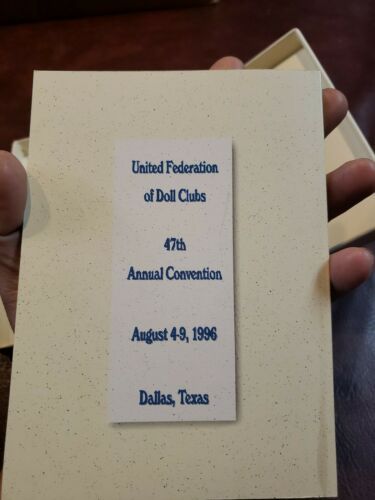 United Federation
of Doll Clubs
47th
Annual Convention
August 4-9, 1996
Dallas, Texas